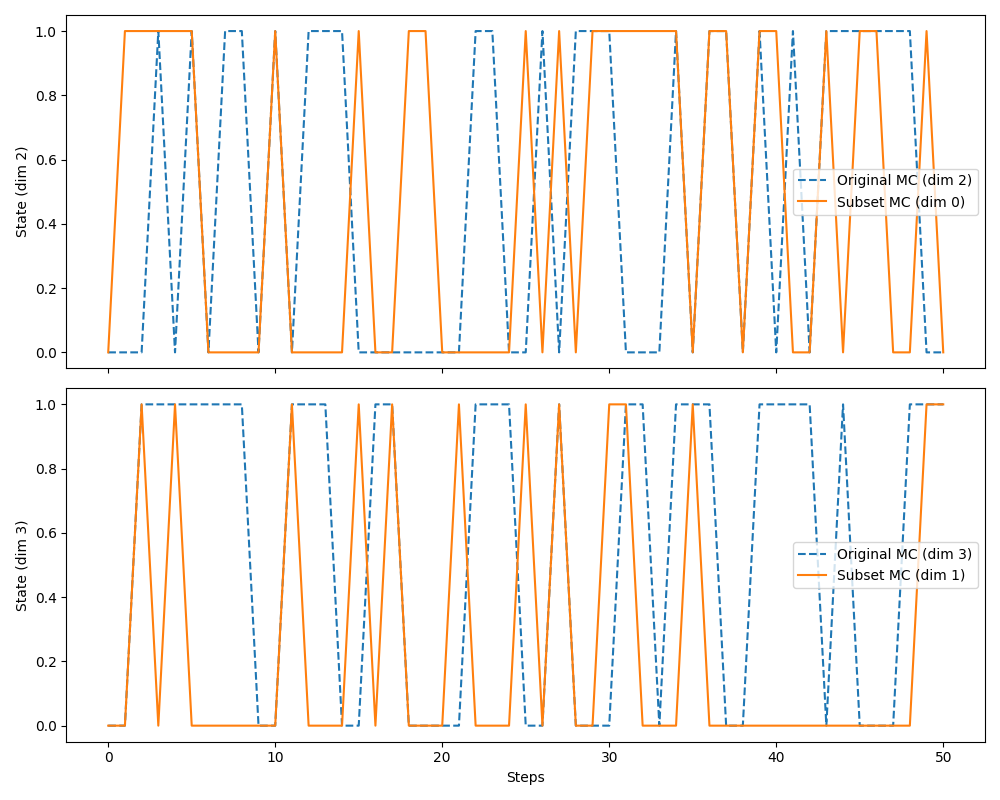 1.0
0.8
0.6
0.4
0.2
0.0
State (dim 2)
Original MC (dim 2)
Subset MC (dim 0)
1.0
0.8
0.6
0.4
0.2
0.0
State (dim 3)
Original MC (dim 3)
Subset MC (dim 1)
0 10 20 30 40 50
Steps